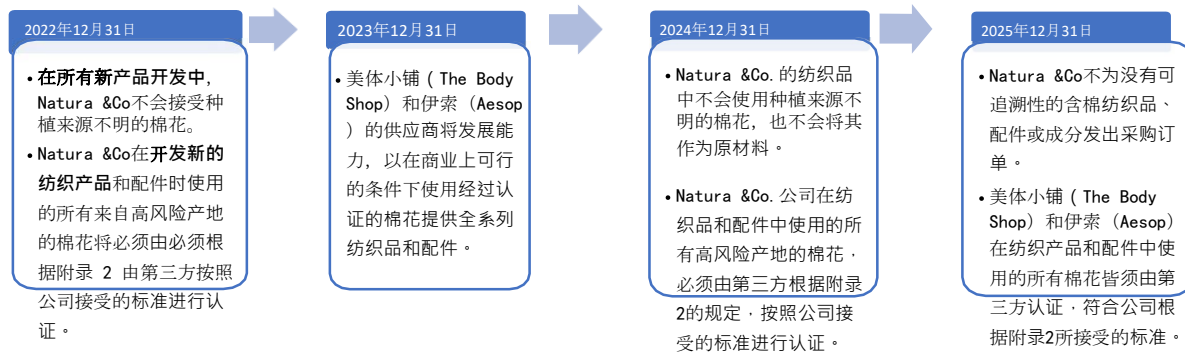 2022年12月31日
• 在所有新产品开发中,
Natura &Co不会接受种
植来源不明的棉花。
• Natura &Co在开发新的
纺织产品和配件时使用
的所有来自高风险产地
的棉花将必须由必须根
据附录 2 由第三方按照
公司接受的标准进行认
证。
2023年12月31日
• 美体小铺 ( The Body
Shop) 和伊索 (Aesop
) 的供应商将发展能
力, 以在商业上可行
的条件下使用经过认
证的棉花提供全系列
纺织品和配件。
2024年12月31日
• Natura &Co. 的纺织品
中不会使用种植来源不
明的棉花, 也不会将其
作为原材料。
• Natura &Co. 公司在纺
织品和配件中使用的所
有高风险产地的棉花,
必须由第三方根据附录
2的规定, 按照公司接
受的标准进行认证。
2025年12月31日
• Natura &Co不为没有可
追溯性的含棉纺织品、
配件或成分发出采购订
单。
• 美体小铺 ( The Body
Shop) 和伊索 (Aesop)
在纺织产品和配件中使
用的所有棉花皆须由第
三方认证, 符合公司根
据附录2所接受的标准。